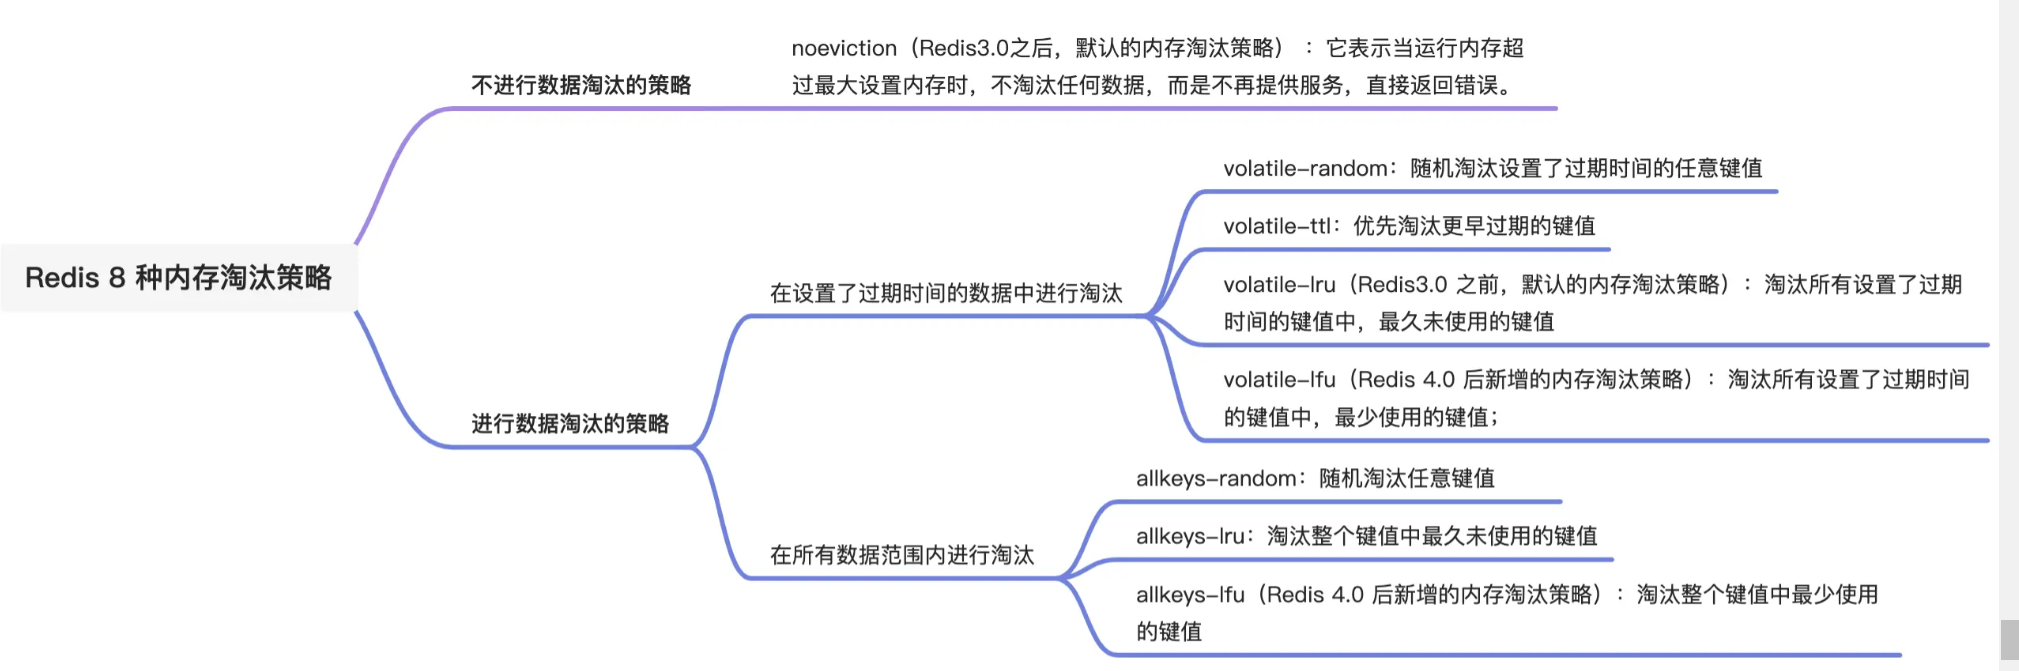 noeviction（Redis3.0之后，默认的内存淘汰策略）：它表示当运行内存超
过最大设置内存时，不淘汰任何数据，而是不再提供服务，直接返回错误。
不进行数据淘汰的策略
Redis 8 种内存淘汰策略
进行数据淘汰的策略
在设置了过期时间的数据中进行淘汰
volatile-random：随机淘汰设置了过期时间的任意键值
volatile-ttl：优先淘汰更早过期的键值
volatile-lru（Redis3.0 之前，默认的内存淘汰策略）：淘汰所有设置了过期
时间的键值中，最久未使用的键值
volatile-lfu（Redis 4.0 后新增的内存淘汰策略）：淘汰所有设置了过期时间
的键值中，最少使用的键值；
在所有数据范围内进行淘汰
allkeys-random：随机淘汰任意键值
allkeys-lru：淘汰整个键值中最久未使用的键值
allkeys-lfu（Redis 4.0 后新增的内存淘汰策略）：淘汰整个键值中最少使用
的键值